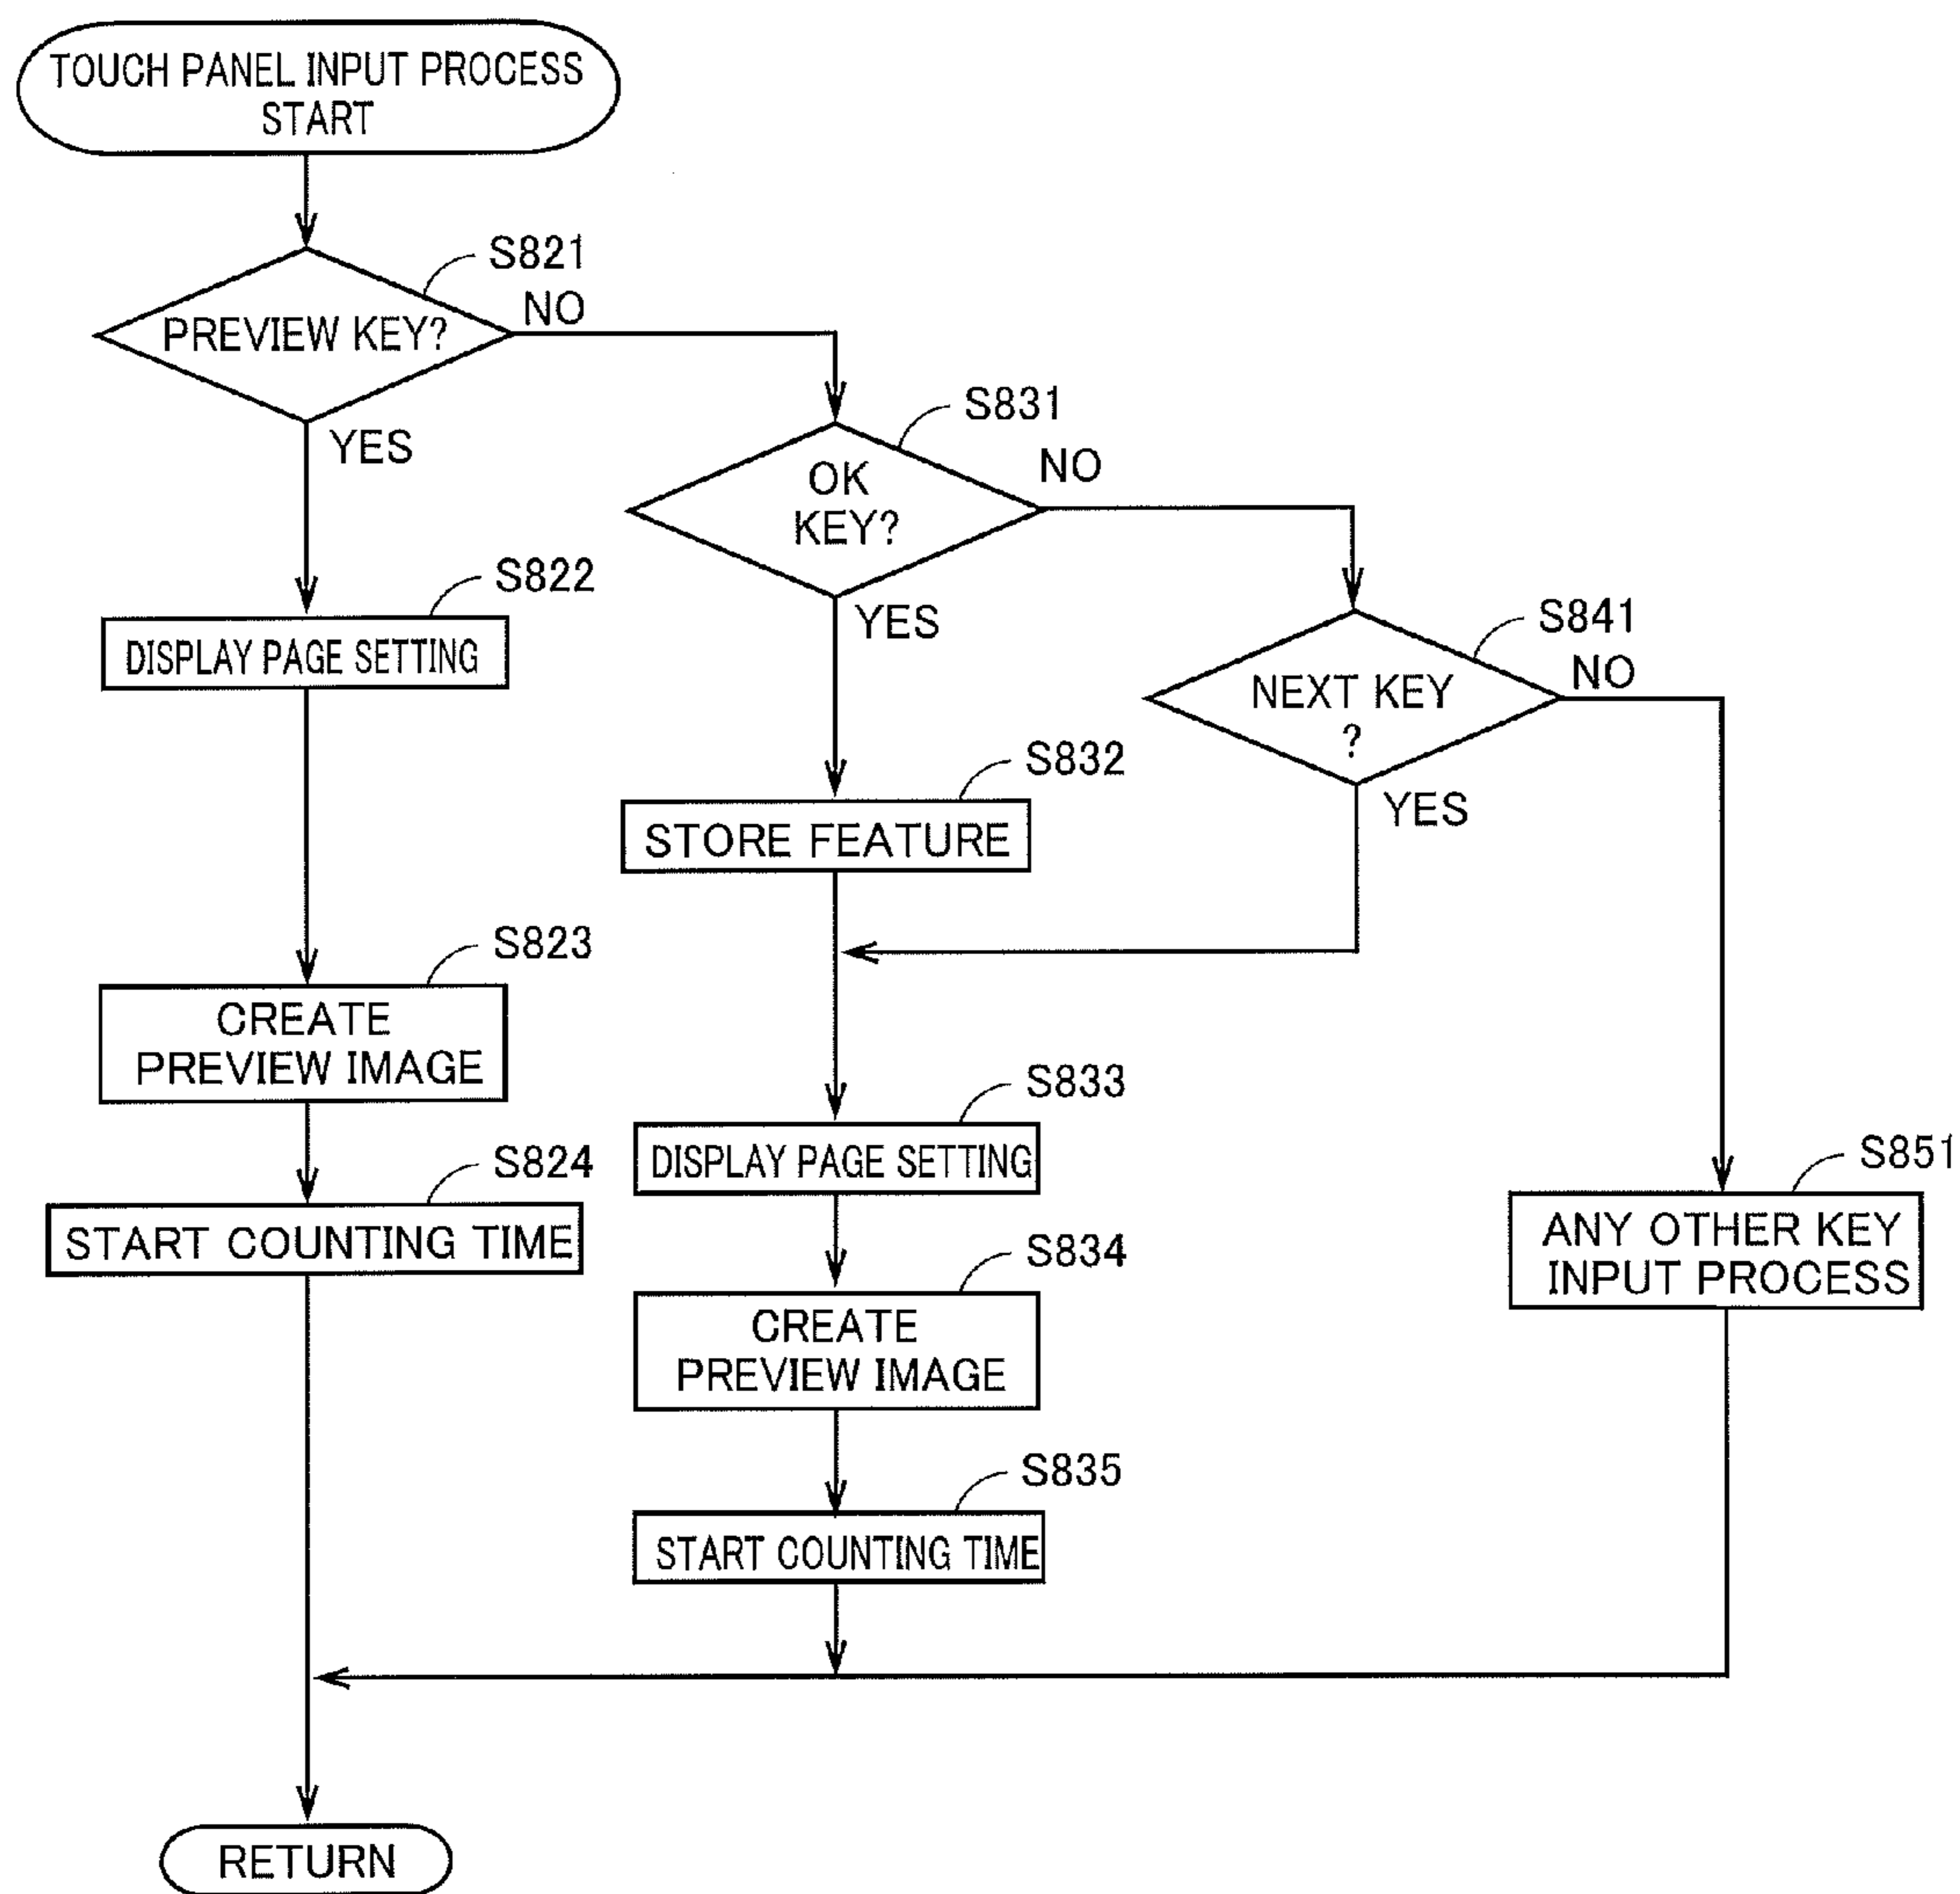 TOUCH PANEL INPUT PROCESS
START
S821
PREVIEW KEY?
NO
YES
S831
OK
KEY?
NO
YES
S822
DISPLAY PAGE SETTING
S841
NEXT KEY
?
NO
YES
S832
STORE FEATURE
S823
CREATE
PREVIEW IMAGE
S833
DISPLAY PAGE SETTING
S824
START COUNTING TIME
S851
ANY OTHER KEY
INPUT PROCESS
S834
CREATE
PREVIEW IMAGE
S835
START COUNTING TIME
RETURN